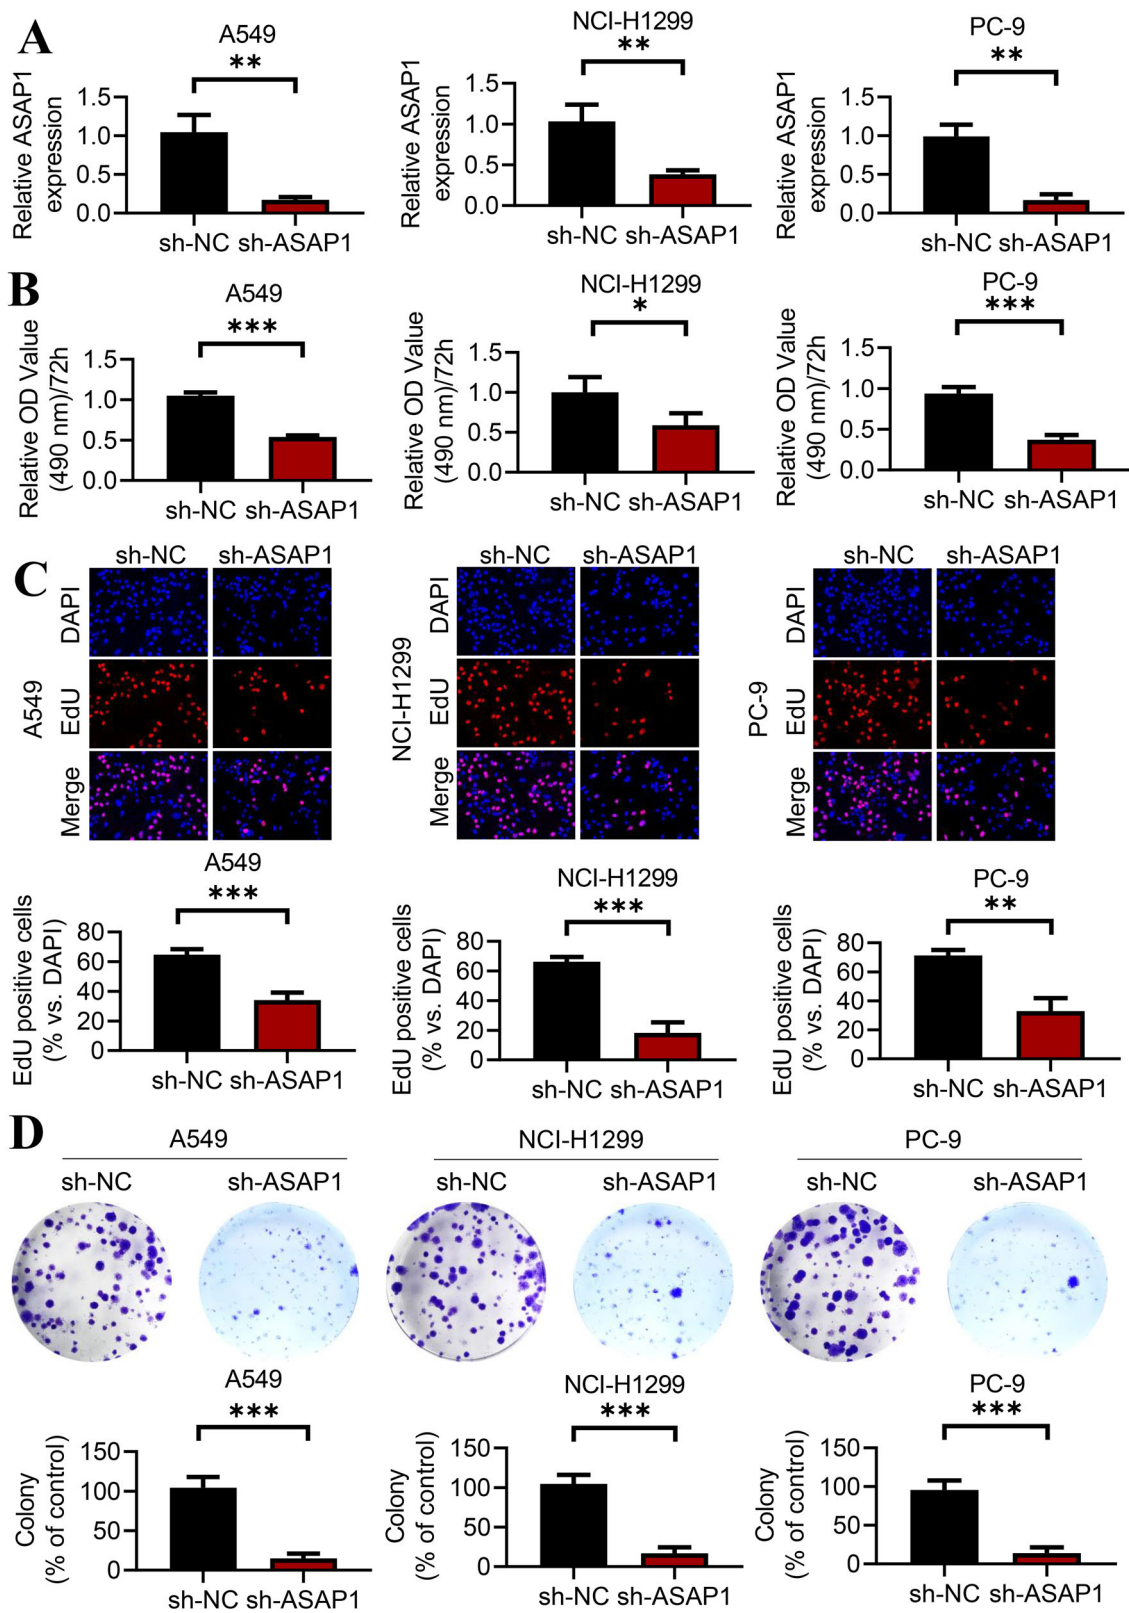 A
A549
**
Relative ASAP1
expression
1.5
1.0
0.5
0.0
sh-NC sh-ASAP1
NCI-H1299
**
Relative ASAP1
expression
1.5
1.0
0.5
0.0
sh-NC sh-ASAP1
PC-9
**
Relative ASAP1
expression
1.5
1.0
0.5
0.0
sh-NC sh-ASAP1
B
A549
***
Relative OD Value
(490 nm)/72h
1.5
1.0
0.5
0.0
sh-NC sh-ASAP1
NCI-H1299
*
Relative OD Value
(490 nm)/72h
1.5
1.0
0.5
0.0
sh-NC sh-ASAP1
PC-9
***
Relative OD Value
(490 nm)/72h
1.5
1.0
0.5
0.0
sh-NC sh-ASAP1
C
sh-NC sh-ASAP1
A549
DAPI
EdU
Merge
sh-NC sh-ASAP1
NCI-H1299
DAPI
EdU
Merge
sh-NC sh-ASAP1
PC-9
DAPI
EdU
Merge
A549
***
EdU positive cells
(% vs. DAPI)
80
60
40
20
0
sh-NC sh-ASAP1
NCI-H1299
***
EdU positive cells
(% vs. DAPI)
80
60
40
20
0
sh-NC sh-ASAP1
PC-9
**
EdU positive cells
(% vs. DAPI)
80
60
40
20
0
sh-NC sh-ASAP1
D
A549
sh-NC sh-ASAP1
NCI-H1299
sh-NC sh-ASAP1
PC-9
sh-NC sh-ASAP1
A549
***
Colony
(% of control)
150
100
50
0
sh-NC sh-ASAP1
NCI-H1299
***
Colony
(% of control)
150
100
50
0
sh-NC sh-ASAP1
PC-9
***
Colony
(% of control)
150
100
50
0
sh-NC sh-ASAP1